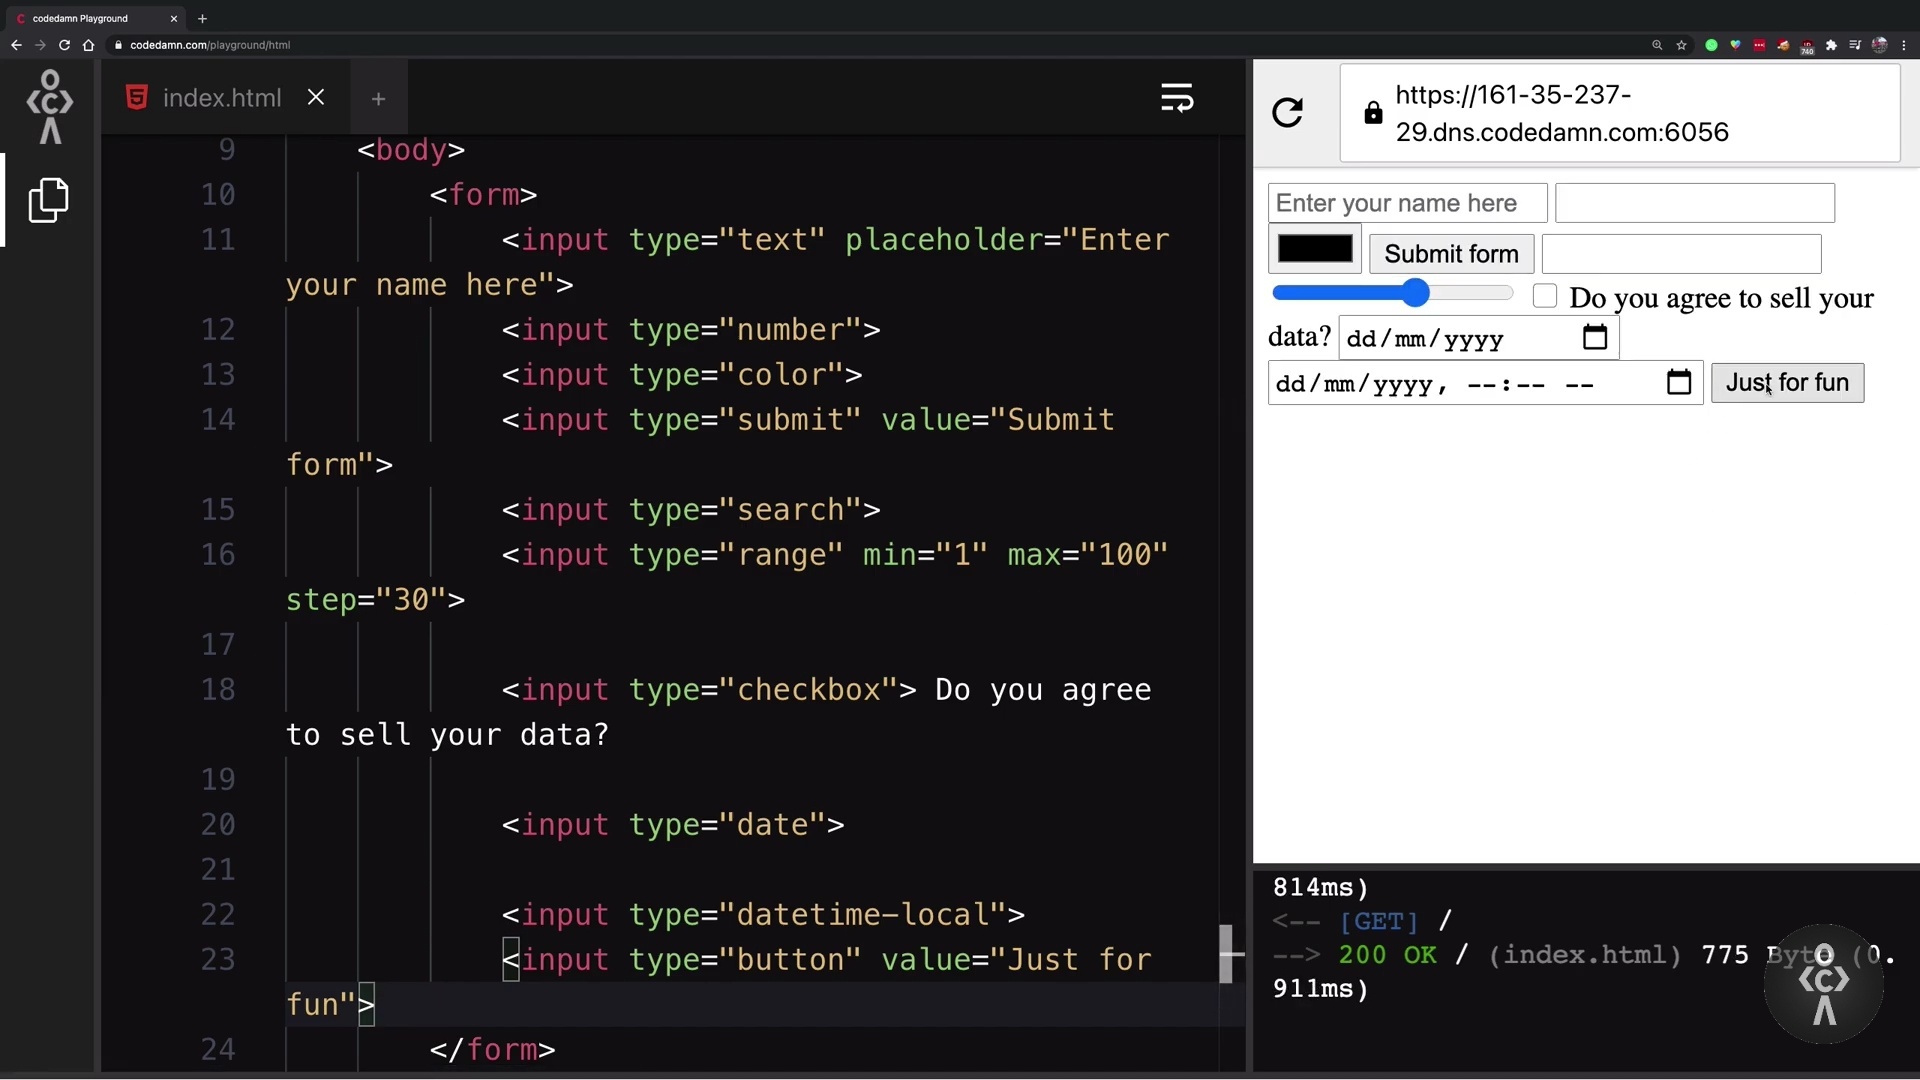 codedamn Playground
codedamn.com/playground/html
740
index.html
9 <body>
10 <form>
11 <input type="text" placeholder="Enter
your name here">
12 <input type="number">
13 <input type="color">
14 <input type="submit" value="Submit
form">
15 <input type="search">
16 <input type="range" min="1" max="100"
step="30">
17
18 <input type="checkbox"> Do you agree
to sell your data?
19
20 <input type="date">
21
22 <input type="datetime-local">
23 <input type="button" value="Just for
fun">
24 </form>
https://161-35-237-
29.dns.codedamn.com:6056
Enter your name here
Submit form
Do you agree to sell your
data? dd/mm/yyyy
dd/mm/yyyy, --:-- -- Just for fun
814ms)
<-- [GET] /
--> 200 OK / (index.html) 775 Byte (0.
911ms)